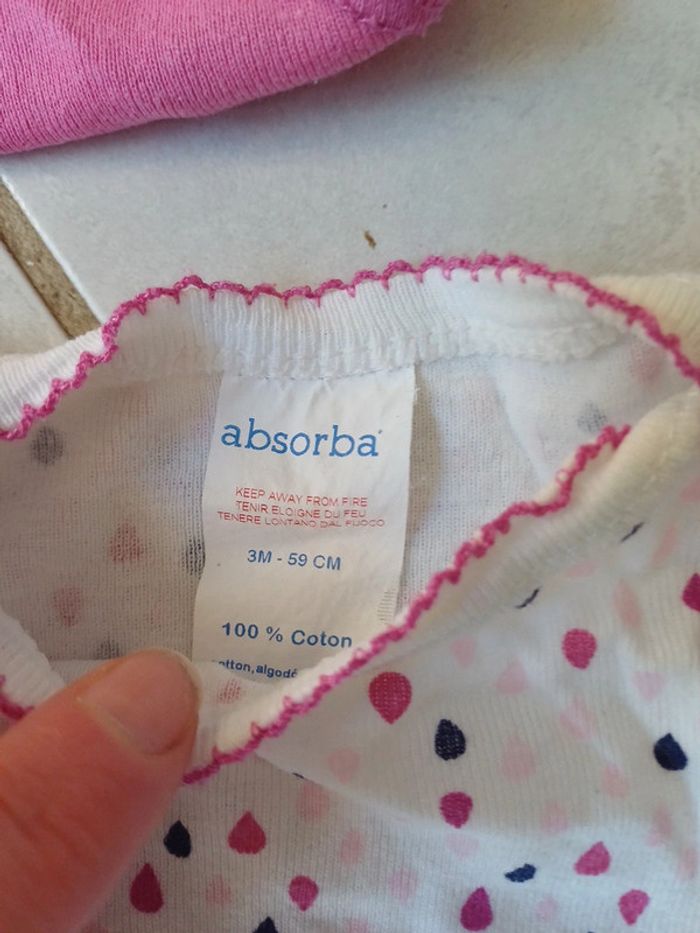 absorba
KEEP AWAY FROM FIRE
TENIR ELOIGNE DU FEU
TENERE LONTANO DAL FUOCO
3M - 59 CM
100 % Coton